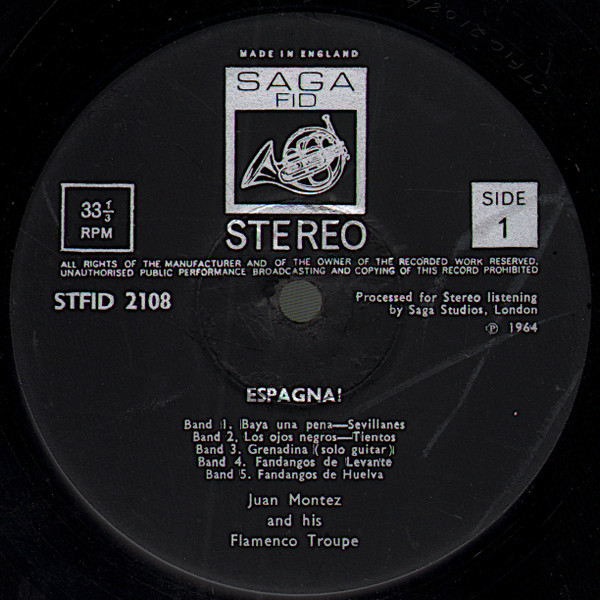 MADE IN ENGLAND
SAGA
FID
33⅓
RPM
STEREO
SIDE
1
ALL RIGHTS OF THE MANUFACTURER AND OF THE OWNER OF THE RECORDED WORK RESERVED.
UNAUTHORISED PUBLIC PERFORMANCE BROADCASTING AND COPYING OF THIS RECORD PROHIBITED
STFID 2108
Processed for Stereo listening
by Saga Studios, London
℗ 1964
ESPAGNA!
Band 1. Baya una pena—Sevillanes
Band 2. Los ojos negros—Tientos
Band 3. Grenadina (solo guitar)
Band 4. Fandangos de Levante
Band 5. Fandangos de Huelva
Juan Montez
and his
Flamenco Troupe